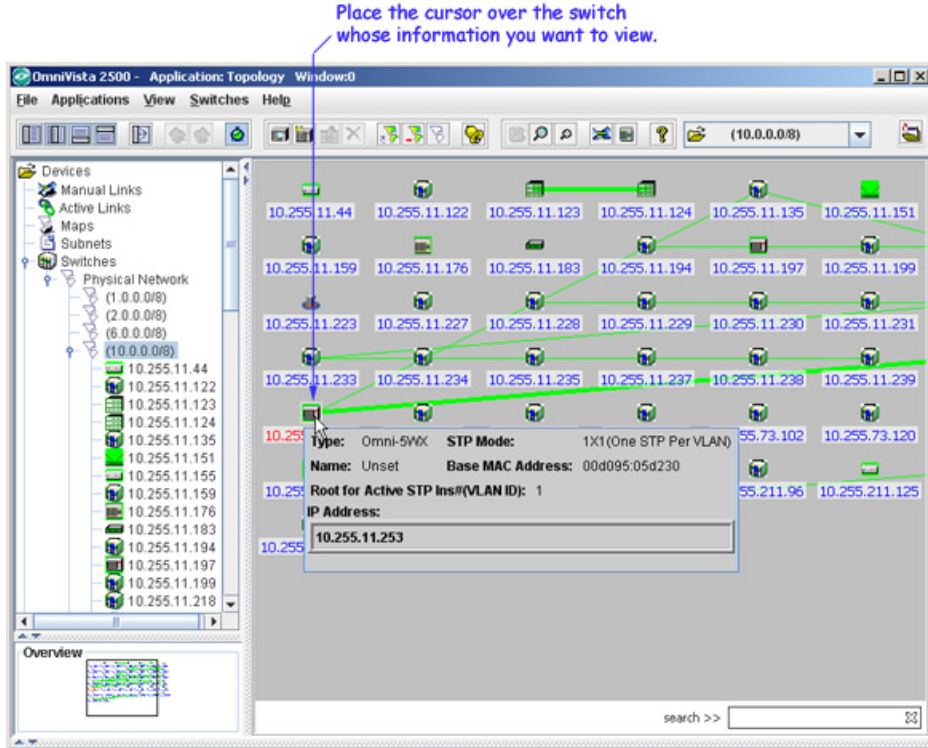 Place the cursor over the switch
whose information you want to view.
OmniVista 2500 - Application: Topology Window:0
File Applications View Switches Help
(10.0.0.0/8)
Devices
Manual Links
Active Links
Maps
Subnets
Switches
Physical Network
(1.0.0.0/8)
(2.0.0.0/8)
(6.0.0.0/8)
(10.0.0.0/8)
10.255.11.44
10.255.11.122
10.255.11.123
10.255.11.124
10.255.11.135
10.255.11.151
10.255.11.155
10.255.11.159
10.255.11.176
10.255.11.183
10.255.11.194
10.255.11.197
10.255.11.199
10.255.11.218
Overview
10.255.11.44 10.255.11.122 10.255.11.123 10.255.11.124 10.255.11.135 10.255.11.151
10.255.11.159 10.255.11.176 10.255.11.183 10.255.11.194 10.255.11.197 10.255.11.199
10.255.11.223 10.255.11.227 10.255.11.228 10.255.11.229 10.255.11.230 10.255.11.231
10.255.11.233 10.255.11.234 10.255.11.235 10.255.11.237 10.255.11.238 10.255.11.239
10.255 55.73.102 10.255.73.120
Type: Omni-5WX STP Mode: 1X1(One STP Per VLAN)
Name: Unset Base MAC Address: 00d095:05d230
10.255 55.211.96 10.255.211.125
Root for Active STP Ins#(VLAN ID): 1
IP Address:
10.255.11.253
10.255
search >>